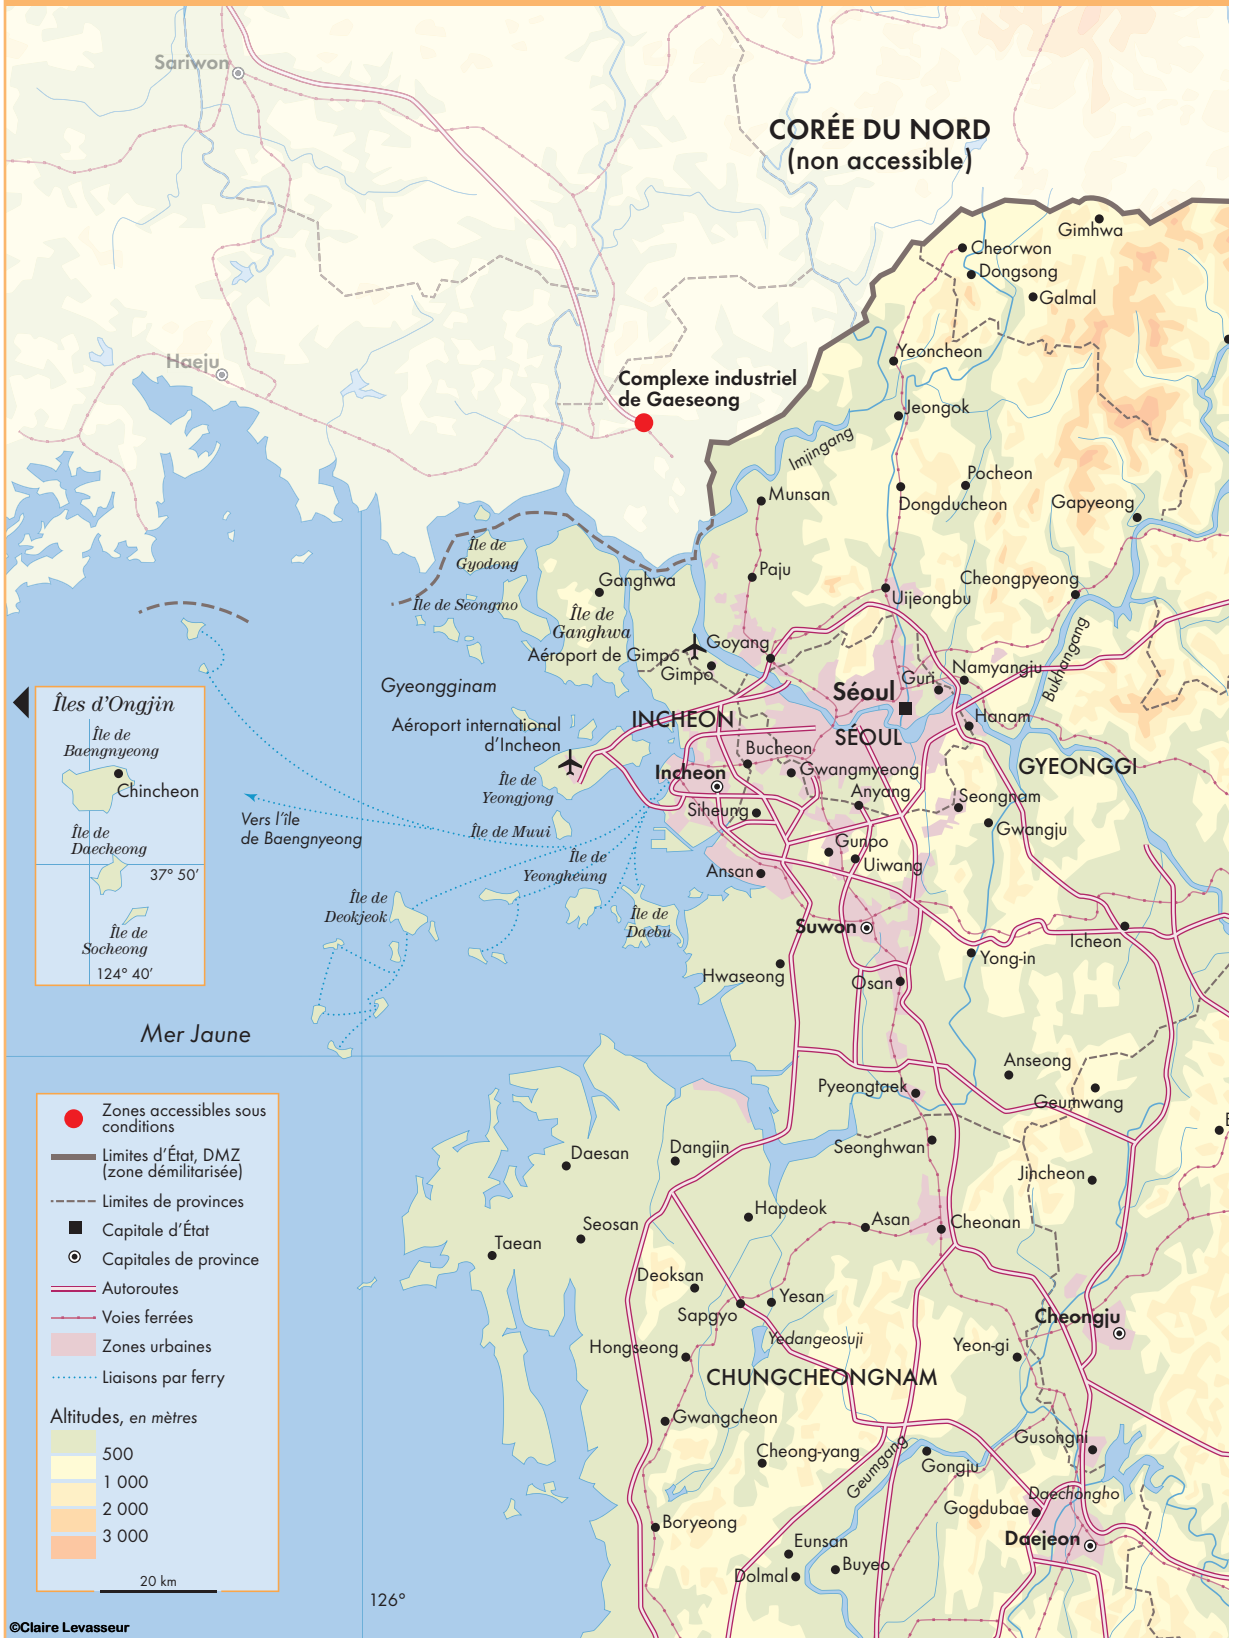 Sariwon
CORÉE DU NORD
(non accessible)
Gimhwa
Cheorwon
Dongsong
Galmal
Haeju
Yeoncheon
Complexe industriel
de Gaeseong
Jeongok
Imjingang
Pocheon
Munsan
Dongducheon
Gapyeong
Île de
Gyodong
Paju
Ganghwa
Cheongpyeong
Île de Seongmo
Uijeongbu
Île de
Ganghwa
Bukhangang
Goyang
Aéroport de Gimpo
Gimpo
Namyangju
Guri
Gyeongginam
Séoul
Îles d'Ongjin
Aéroport international
d'Incheon
INCHEON
Hanam
SÉOUL
Île de
Baengnyeong
Bucheon
GYEONGGI
Incheon
Gwangmyeong
Chincheon
Île de
Yeongjong
Anyang
Seongnam
Siheung
Vers l'île
de Baengnyeong
Île de Muui
Gwangju
Île de
Daecheong
Gunpo
Île de
Yeongheung
Uiwang
37° 50'
Ansan
Île de
Deokjeok
Île de
Daebu
Suwon
Île de
Socheong
Icheon
Yong-in
124° 40'
Hwaseong
Osan
Mer Jaune
Anseong
Pyeongtaek
Geumwang
Zones accessibles sous
conditions
Limites d'État, DMZ
(zone démilitarisée)
Limites de provinces
Capitale d'État
Capitales de province
Autoroutes
Voies ferrées
Zones urbaines
Liaisons par ferry
Altitudes, en mètres
500
1 000
2 000
3 000
20 km
Seonghwan
Daesan
Dangjin
Jincheon
Hapdeok
Asan
Cheonan
Seosan
Taean
Deoksan
Yesan
Sapgyo
Cheongju
Yedangeosuji
Hongseong
Yeon-gi
CHUNGCHEONGNAM
Gwangcheon
Cheong-yang
Gusongni
Geumgang
Gongju
Daechongho
Gogdubae
Boryeong
Daejeon
Eunsan
Buyeo
Dolmal
126°
©Claire Levasseur